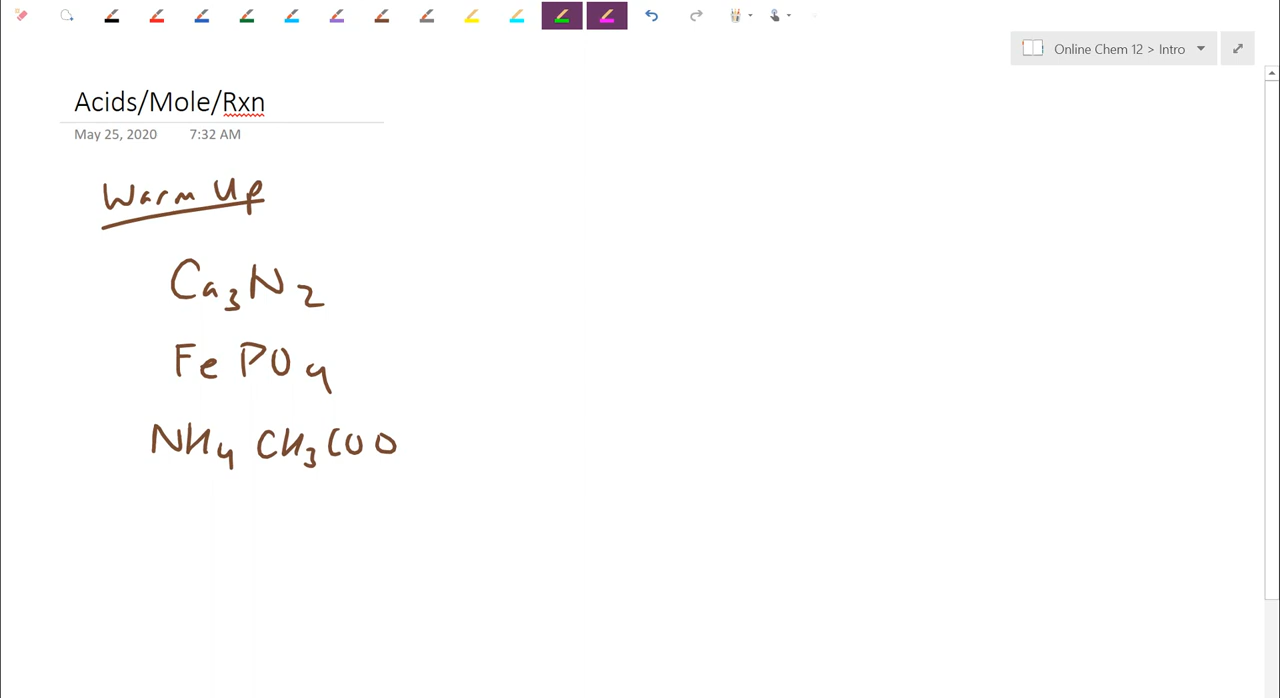 Online Chem 12 > Intro
Acids/Mole/Rxn
May 25, 2020 7:32 AM
Warm Up
Ca₃N₂
FePO₄
NH₄CH₃COO